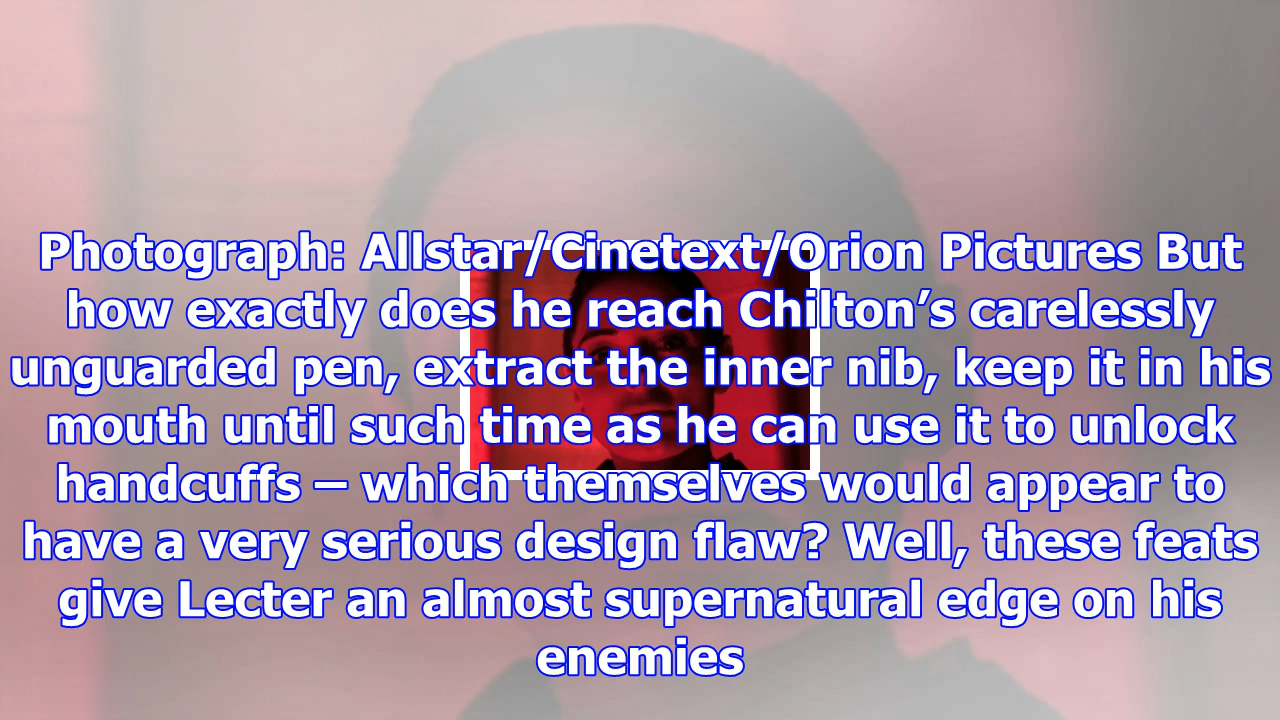 Photograph: Allstar/Cinetext/Orion Pictures But
how exactly does he reach Chilton’s carelessly
unguarded pen, extract the inner nib, keep it in his
mouth until such time as he can use it to unlock
handcuffs – which themselves would appear to
have a very serious design flaw? Well, these feats
give Lecter an almost supernatural edge on his
enemies